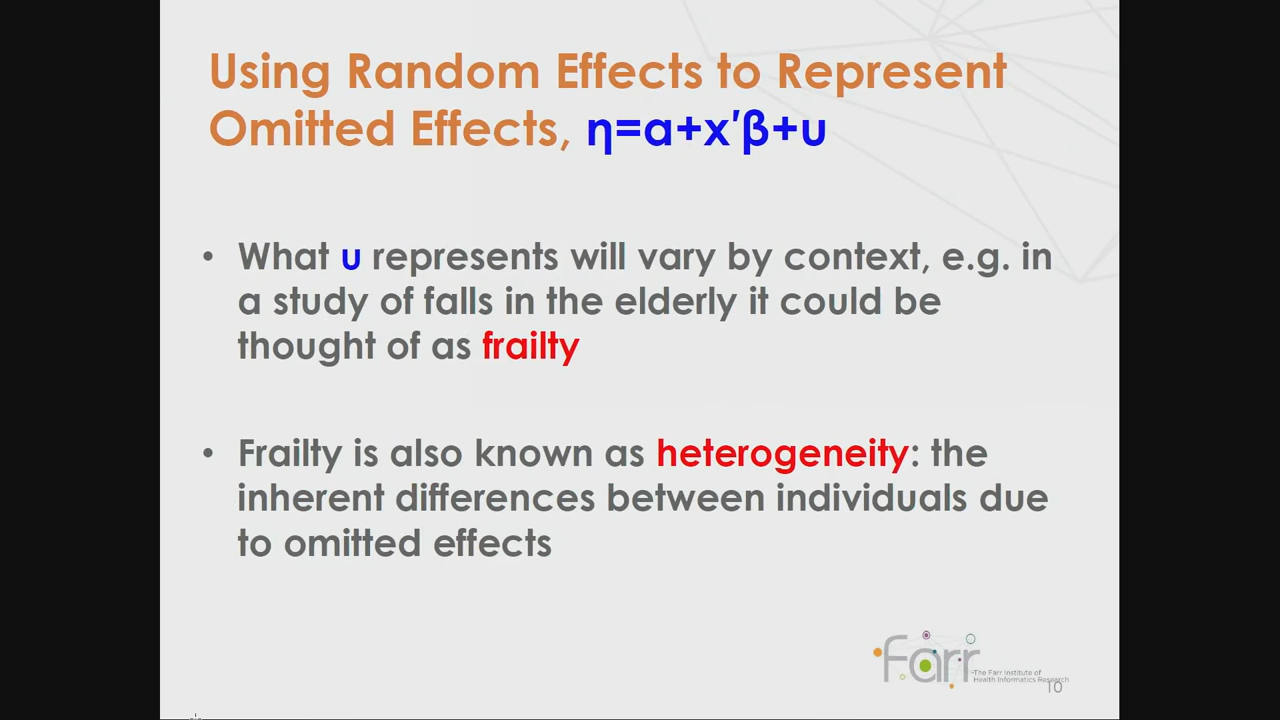 Using Random Effects to Represent
Omitted Effects, η=α+x′β+u
• What u represents will vary by context, e.g. in
a study of falls in the elderly it could be
thought of as frailty
• Frailty is also known as heterogeneity: the
inherent differences between individuals due
to omitted effects
farr
The Farr Institute of
Health Informatics Research
10